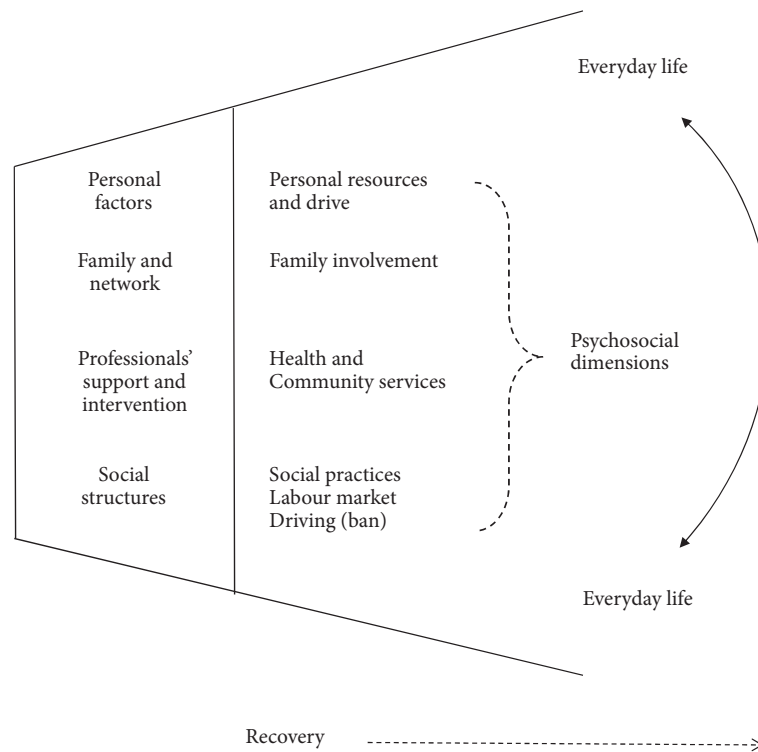 Everyday life
Personal
factors
Personal resources
and drive
Family and
network
Family involvement
Professionals’
support and
intervention
Health and
Community services
Psychosocial
dimensions
Social
structures
Social practices
Labour market
Driving (ban)
Everyday life
Recovery